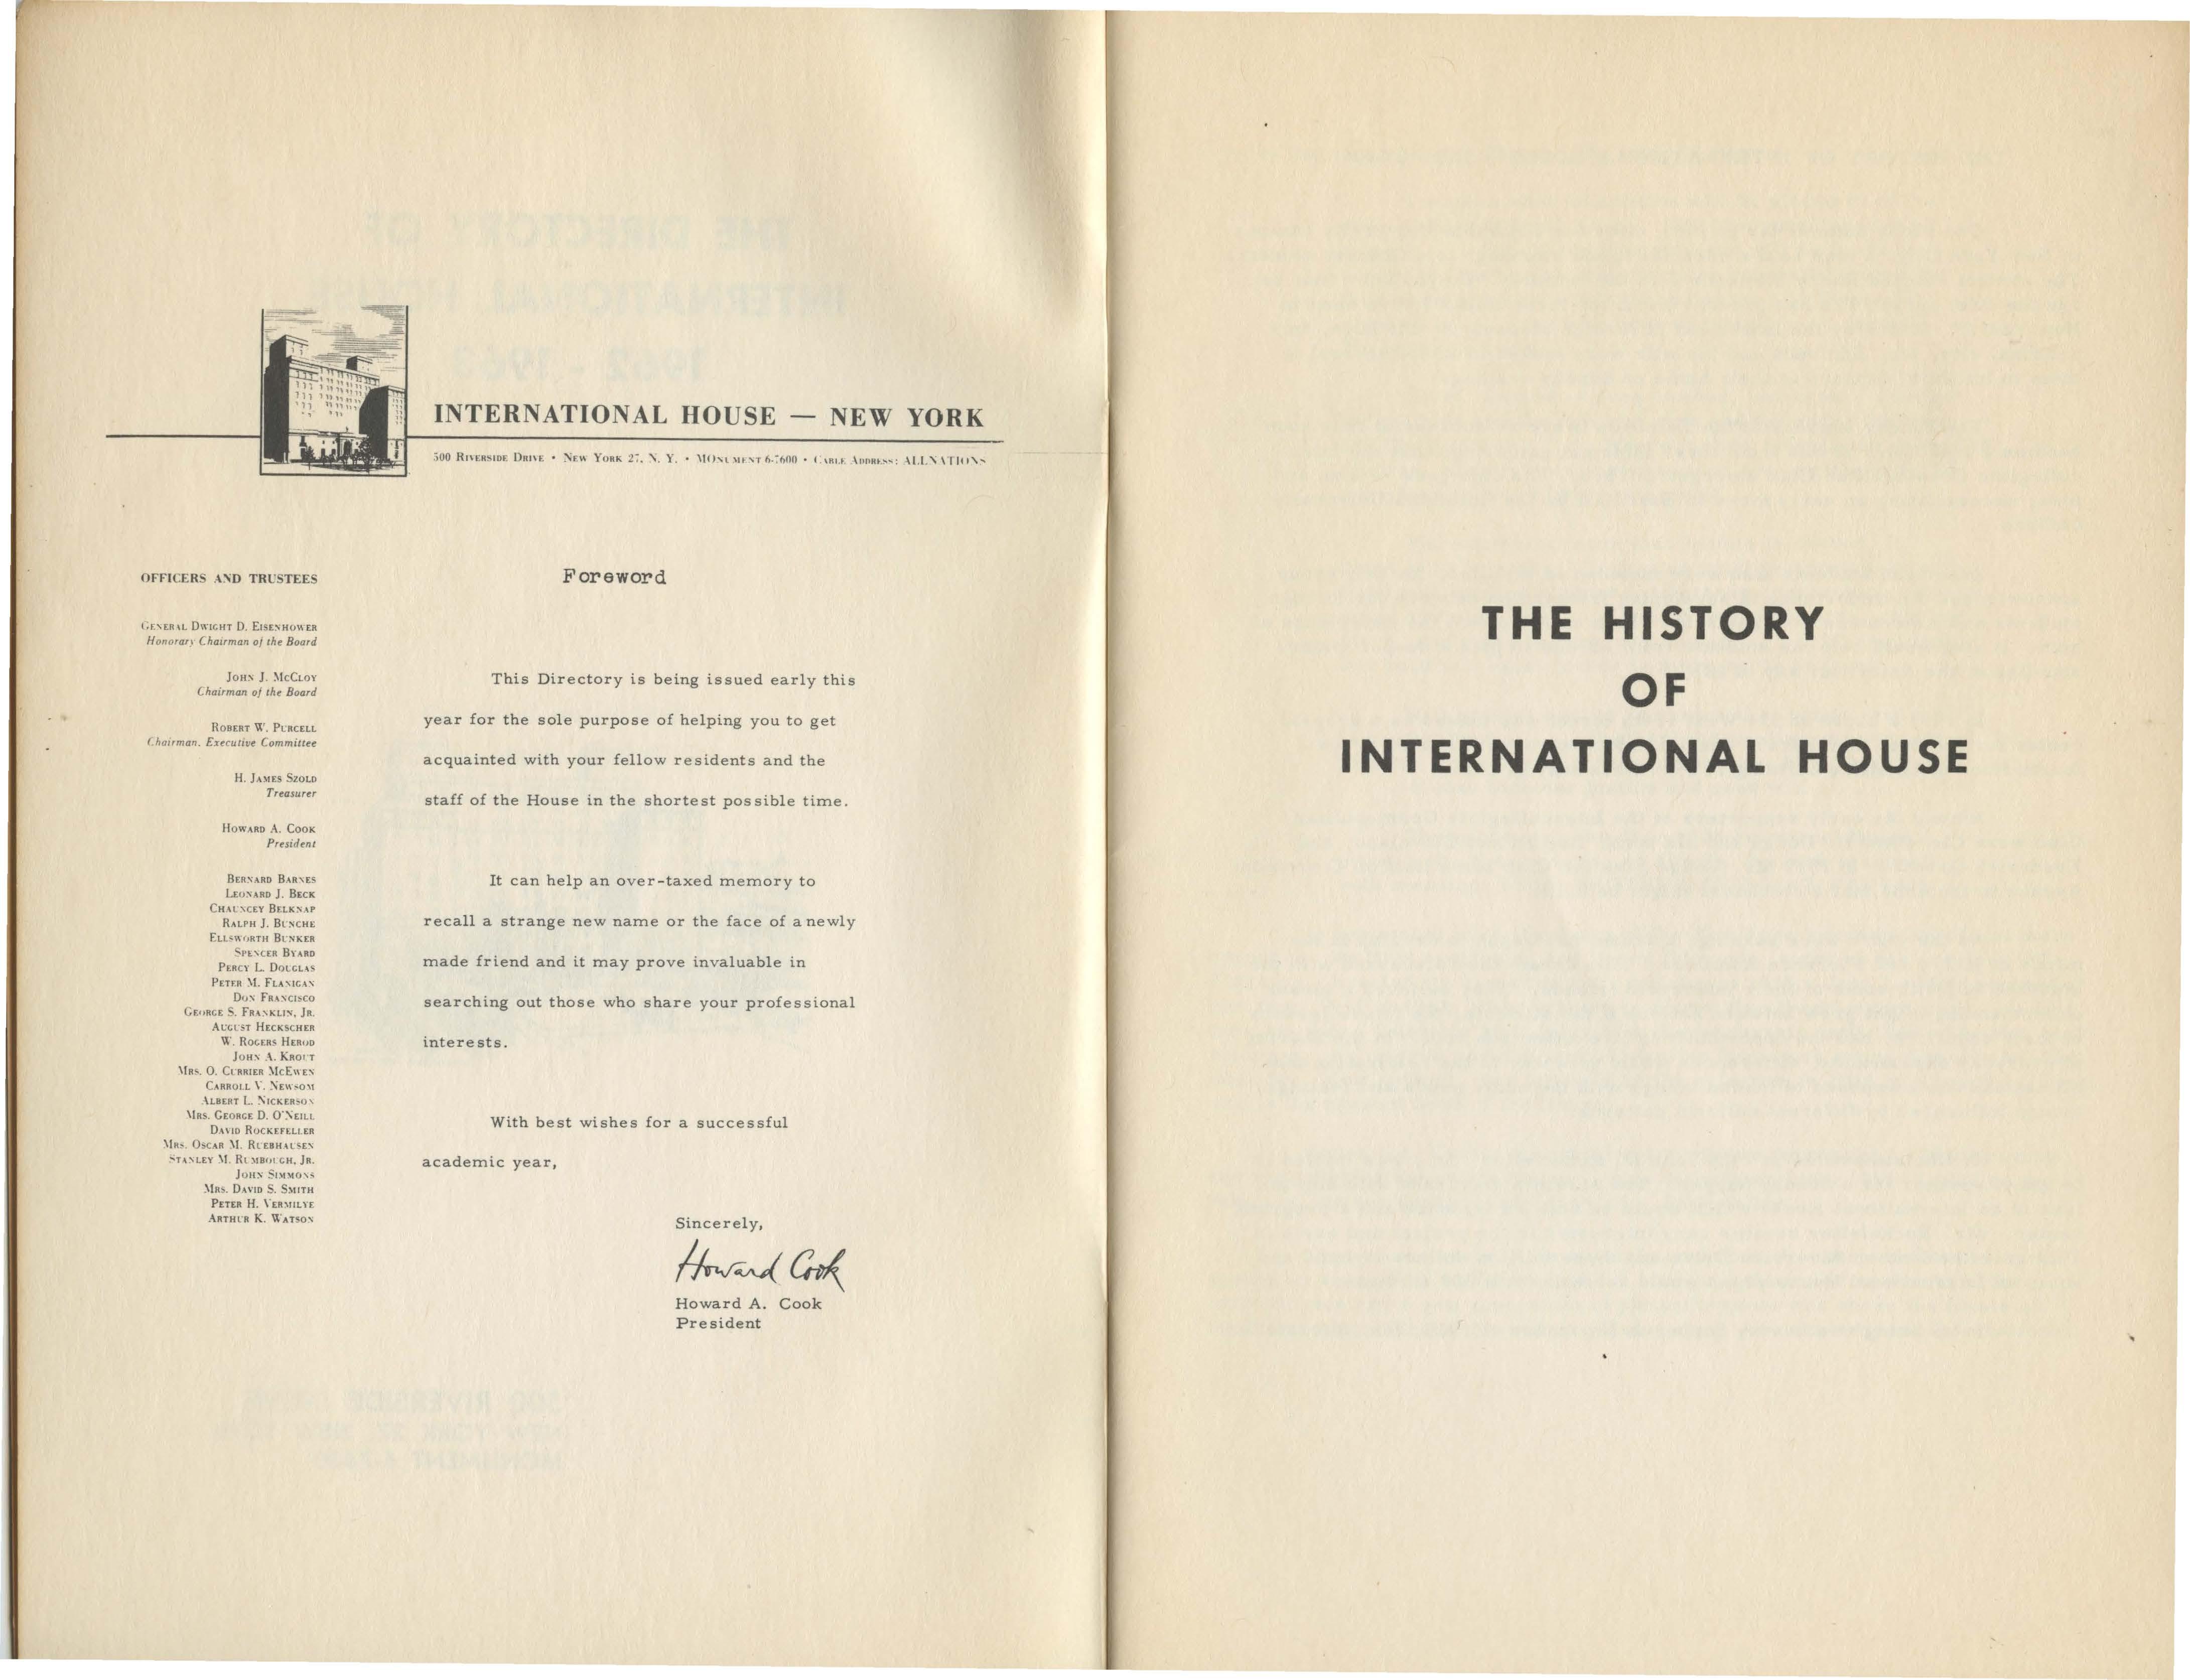 INTERNATIONAL HOUSE — NEW YORK
500 RIVERSIDE DRIVE • NEW YORK 27, N. Y. • MONUMENT 6-7600 • CABLE ADDRESS: ALLNATIONS
OFFICERS AND TRUSTEES
GENERAL DWIGHT D. EISENHOWER
Honorary Chairman of the Board
JOHN J. MCCLOY
Chairman of the Board
ROBERT W. PURCELL
Chairman, Executive Committee
H. JAMES SZOLD
Treasurer
HOWARD A. COOK
President
BERNARD BARNES
LEONARD J. BECK
CHAUNCEY BELKNAP
RALPH J. BUNCHE
ELLSWORTH BUNKER
SPENCER BYARD
PERCY L. DOUGLAS
PETER M. FLANIGAN
DON FRANCISCO
GEORGE S. FRANKLIN, JR.
AUGUST HECKSCHER
W. ROGERS HEROD
JOHN A. KROUT
MRS. O. CURRIER MCEWEN
CARROLL V. NEWSOM
ALBERT L. NICKERSON
MRS. GEORGE D. O'NEILL
DAVID ROCKEFELLER
MRS. OSCAR M. RUEBHAUSEN
STANLEY M. RUMBOUGH, JR.
JOHN SIMMONS
MRS. DAVID S. SMITH
PETER H. VERMILYE
ARTHUR K. WATSON
Foreword
This Directory is being issued early this
year for the sole purpose of helping you to get
acquainted with your fellow residents and the
staff of the House in the shortest possible time.
It can help an over-taxed memory to
recall a strange new name or the face of a newly
made friend and it may prove invaluable in
searching out those who share your professional
interests.
With best wishes for a successful
academic year,
Sincerely,
Howard Cook
Howard A. Cook
President
THE HISTORY
OF
INTERNATIONAL HOUSE